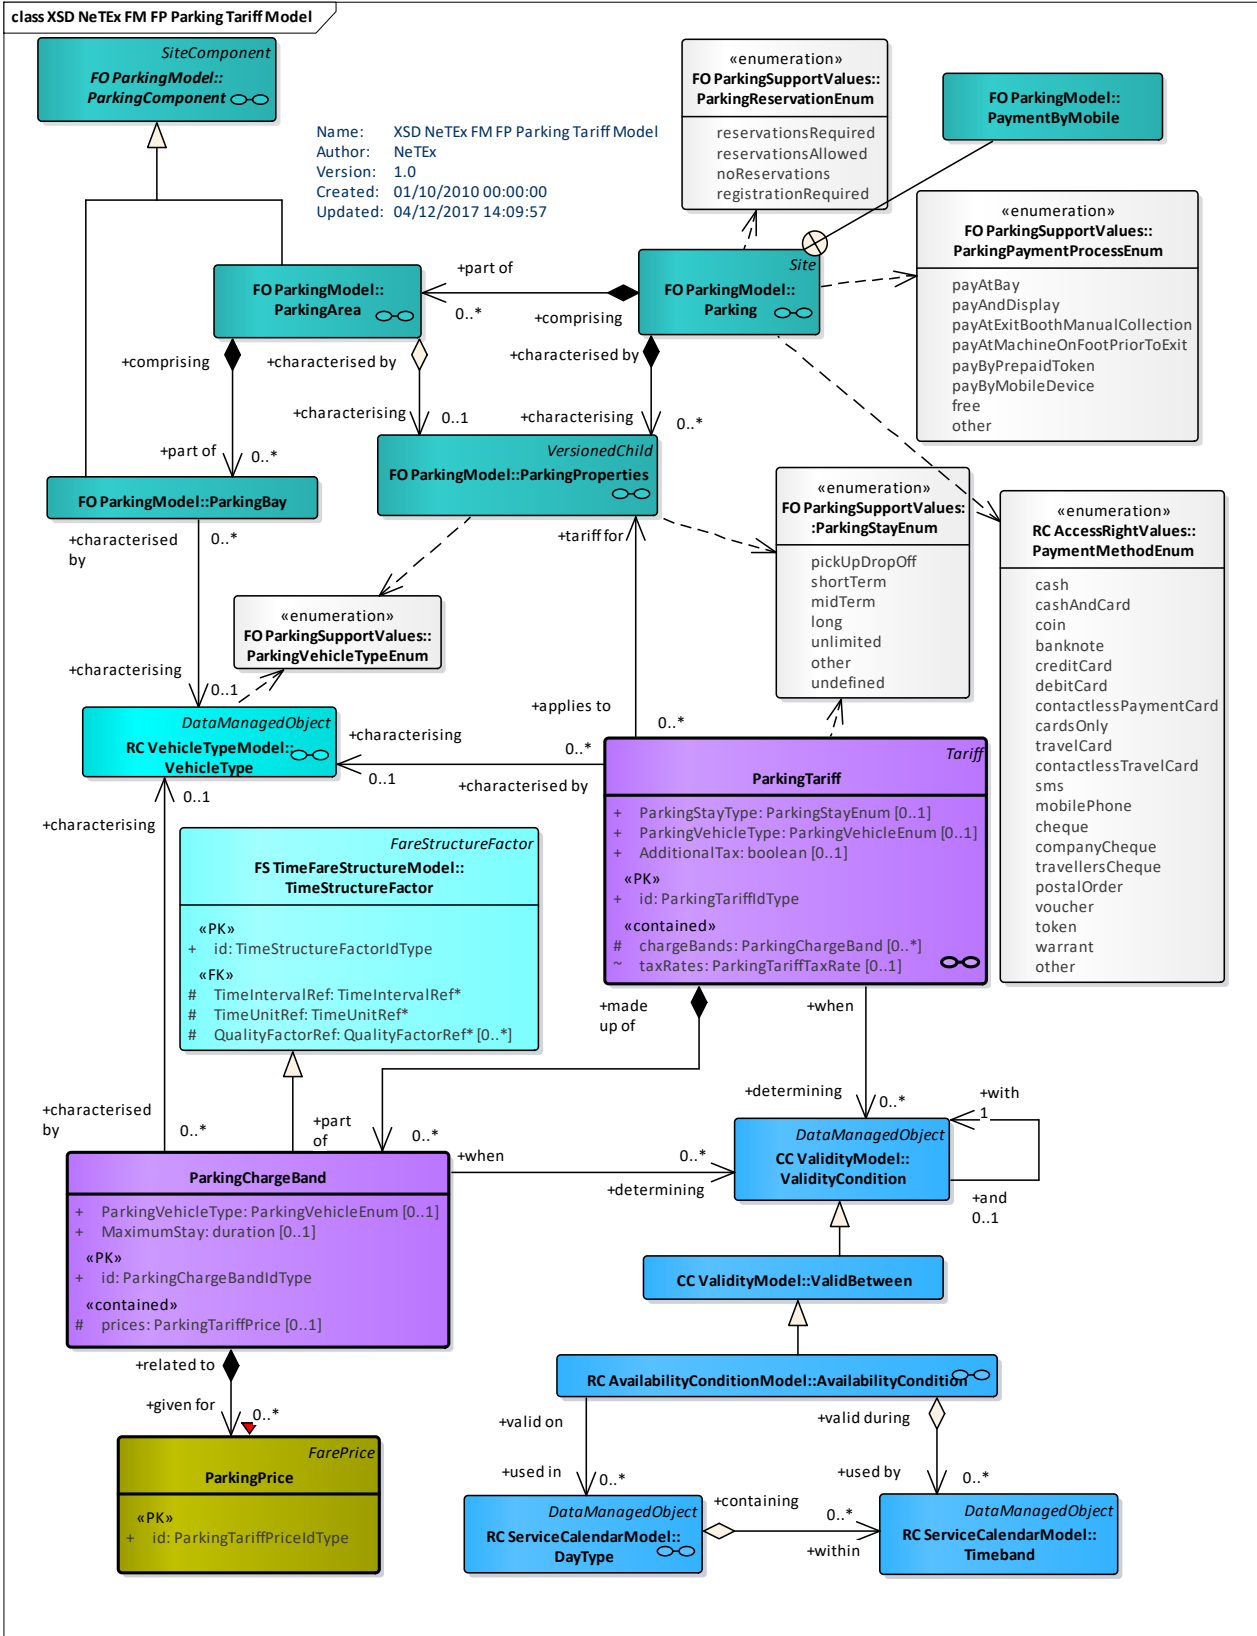 class XSD NeTEx FM FP Parking Tariff Model
SiteComponent
FO ParkingModel::
ParkingComponent
Name: XSD NeTEx FM FP Parking Tariff Model
Author: NeTEx
Version: 1.0
Created: 01/10/2010 00:00:00
Updated: 04/12/2017 14:09:57
«enumeration»
FO ParkingSupportValues::
ParkingReservationEnum
reservationsRequired
reservationsAllowed
noReservations
registrationRequired
FO ParkingModel::
PaymentByMobile
«enumeration»
FO ParkingSupportValues::
ParkingPaymentProcessEnum
payAtBay
payAndDisplay
payAtExitBoothManualCollection
payAtMachineOnFootPriorToExit
payByPrepaidToken
payByMobileDevice
free
other
FO ParkingModel::
ParkingArea
+part of
0..*
+comprising
Site
FO ParkingModel::
Parking
+comprising
+characterised by
+characterised by
+characterising
0..1
+characterising
0..*
+part of
0..*
VersionedChild
FO ParkingModel::ParkingProperties
FO ParkingModel::ParkingBay
+characterised
by
0..*
+tariff for
«enumeration»
FO ParkingSupportValues:
:ParkingStayEnum
pickUpDropOff
shortTerm
midTerm
long
unlimited
other
undefined
«enumeration»
RC AccessRightValues::
PaymentMethodEnum
cash
cashAndCard
coin
banknote
creditCard
debitCard
contactlessPaymentCard
cardsOnly
travelCard
contactlessTravelCard
sms
mobilePhone
cheque
companyCheque
travellersCheque
postalOrder
voucher
token
warrant
other
«enumeration»
FO ParkingSupportValues::
ParkingVehicleTypeEnum
+characterising
0..1
DataManagedObject
RC VehicleTypeModel::
VehicleType
+characterising
0..1
+applies to
0..*
0..*
+characterised by
0..1
+characterising
Tariff
ParkingTariff
+ ParkingStayType: ParkingStayEnum [0..1]
+ ParkingVehicleType: ParkingVehicleEnum [0..1]
+ AdditionalTax: boolean [0..1]
«PK»
+ id: ParkingTariffIdType
«contained»
# chargeBands: ParkingChargeBand [0..*]
~ taxRates: ParkingTariffTaxRate [0..1]
FareStructureFactor
FS TimeFareStructureModel::
TimeStructureFactor
«PK»
+ id: TimeStructureFactorIdType
«FK»
# TimeIntervalRef: TimeIntervalRef*
# TimeUnitRef: TimeUnitRef*
# QualityFactorRef: QualityFactorRef* [0..*]
+made
up of
+when
+determining
0..*
+with
1
+and
0..1
+characterised
by
0..*
+part
of
0..*
+when
0..*
+determining
DataManagedObject
CC ValidityModel::
ValidityCondition
ParkingChargeBand
+ ParkingVehicleType: ParkingVehicleEnum [0..1]
+ MaximumStay: duration [0..1]
«PK»
+ id: ParkingChargeBandIdType
«contained»
# prices: ParkingTariffPrice [0..1]
CC ValidityModel::ValidBetween
RC AvailabilityConditionModel::AvailabilityCondition
+related to
+given for
0..*
+valid on
+used in
0..*
+valid during
+used by
0..*
FarePrice
ParkingPrice
«PK»
+ id: ParkingTariffPriceIdType
DataManagedObject
RC ServiceCalendarModel::
DayType
+containing
0..*
+within
DataManagedObject
RC ServiceCalendarModel::
Timeband